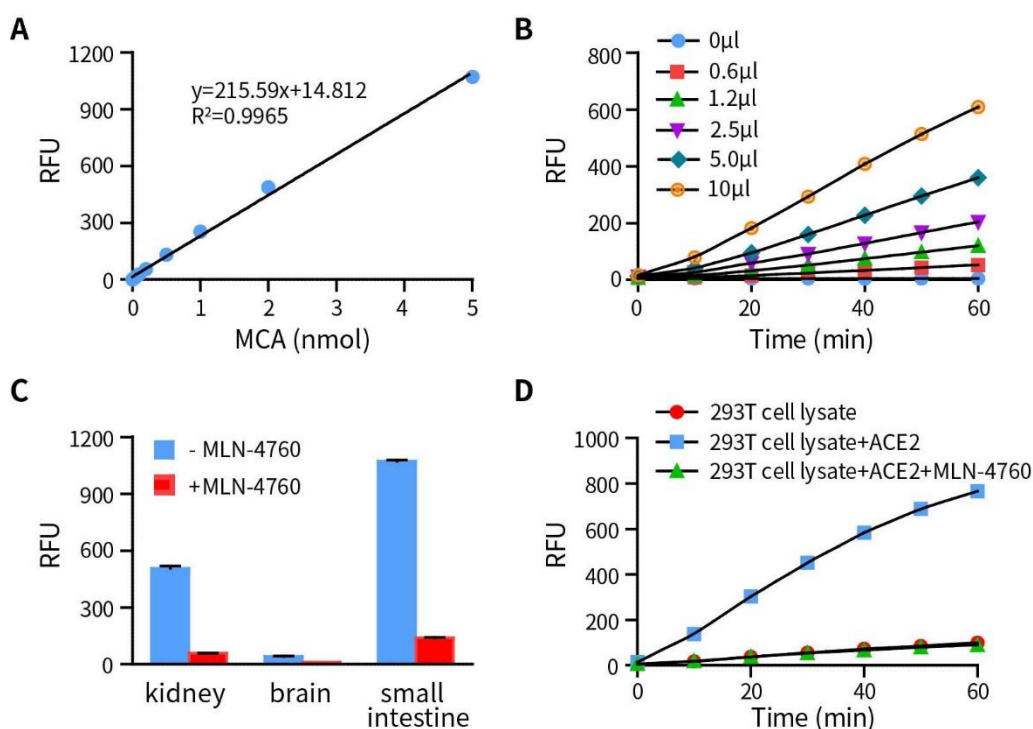 A
1200
900
600
300
0
RFU
y=215.59x+14.812
R²=0.9965
0 1 2 3 4 5
MCA (nmol)
B
800
600
400
200
0
RFU
0µl
0.6µl
1.2µl
2.5µl
5.0µl
10µl
0 20 40 60
Time (min)
C
1200
900
600
300
0
RFU
- MLN-4760
+MLN-4760
kidney brain small
intestine
D
293T cell lysate
293T cell lysate+ACE2
293T cell lysate+ACE2+MLN-4760
1000
800
600
400
200
0
RFU
0 20 40 60
Time (min)